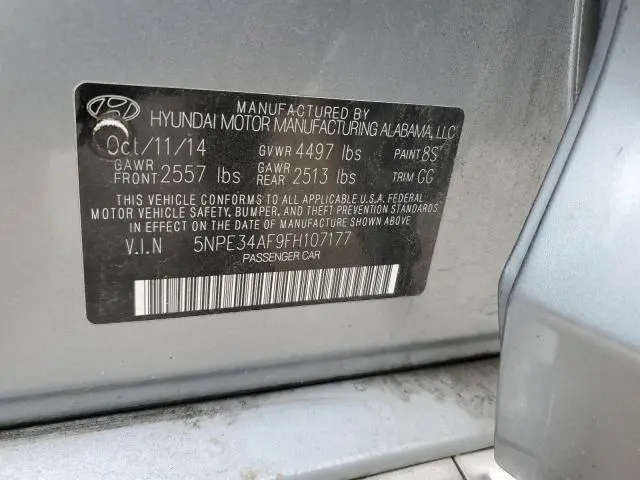 MANUFACTURED BY
HYUNDAI MOTOR MANUFACTURING ALABAMA, LLC
Oct/11/14 GVWR 4497 lbs PAINT 8S
GAWR FRONT 2557 lbs GAWR REAR 2513 lbs TRIM GG
THIS VEHICLE CONFORMS TO ALL APPLICABLE U.S.A. FEDERAL
MOTOR VEHICLE SAFETY, BUMPER, AND THEFT PREVENTION
STANDARDS IN EFFECT ON THE DATE OF MANUFACTURE SHOWN ABOVE
V.I.N 5NPE34AF9FH107177
PASSENGER CAR